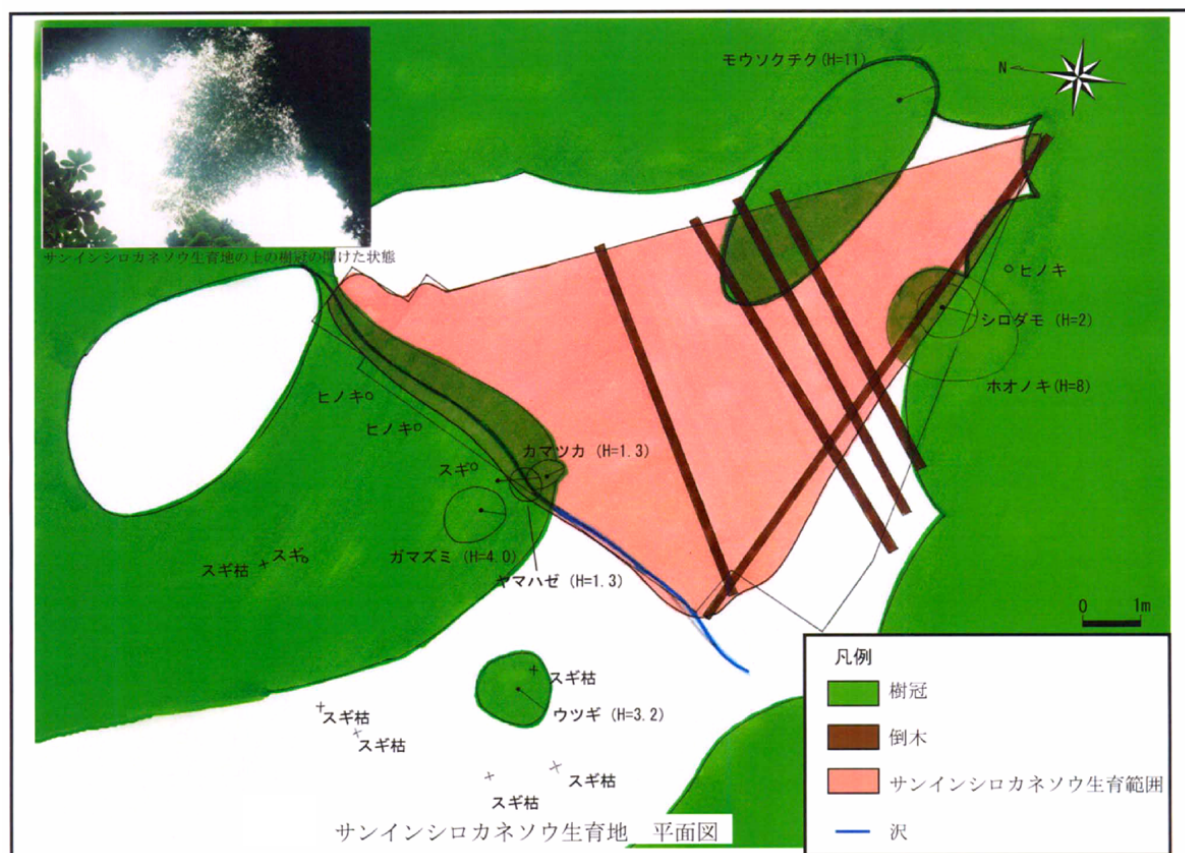 モウソクチク(H=11)
N
サンインシロカネソウ生育地の上の樹冠の開けた状態
ヒノキ
シロダモ (H=2)
ホオノキ(H=8)
ヒノキ
ヒノキ
カマツカ (H=1.3)
スギ
ガマズミ (H=4.0)
スギ
スギ枯
ヤマハゼ (H=1.3)
0 1m
スギ枯
ウツギ (H=3.2)
スギ枯
スギ枯
スギ枯
スギ枯
サンインシロカネソウ生育地 平面図
凡例
樹冠
倒木
サンインシロカネソウ生育範囲
沢